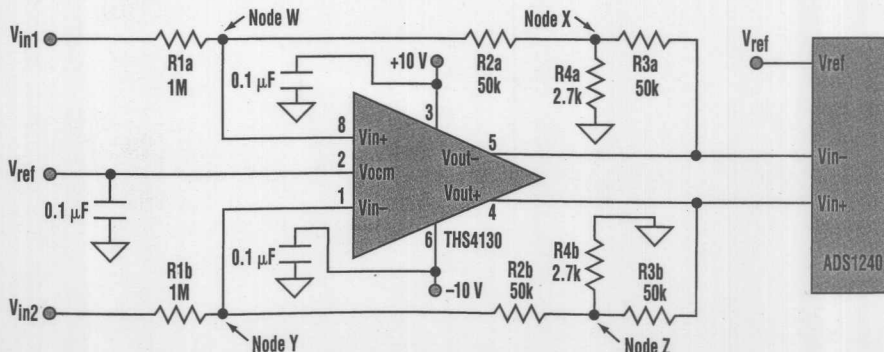 Node W
Node X
Vin1
R1a
1M
R2a
50k
R3a
50k
R4a
2.7k
0.1 μF
+10 V
Vref
Vref
3
8
Vin+
5
Vout–
Vin–
Vref
2
Vocm
Vout+
4
Vin+
1
Vin–
0.1 μF
6
THS4130
0.1 μF
–10 V
R4b
2.7k
ADS1240
R1b
1M
R2b
50k
R3b
50k
Vin2
Node Y
Node Z